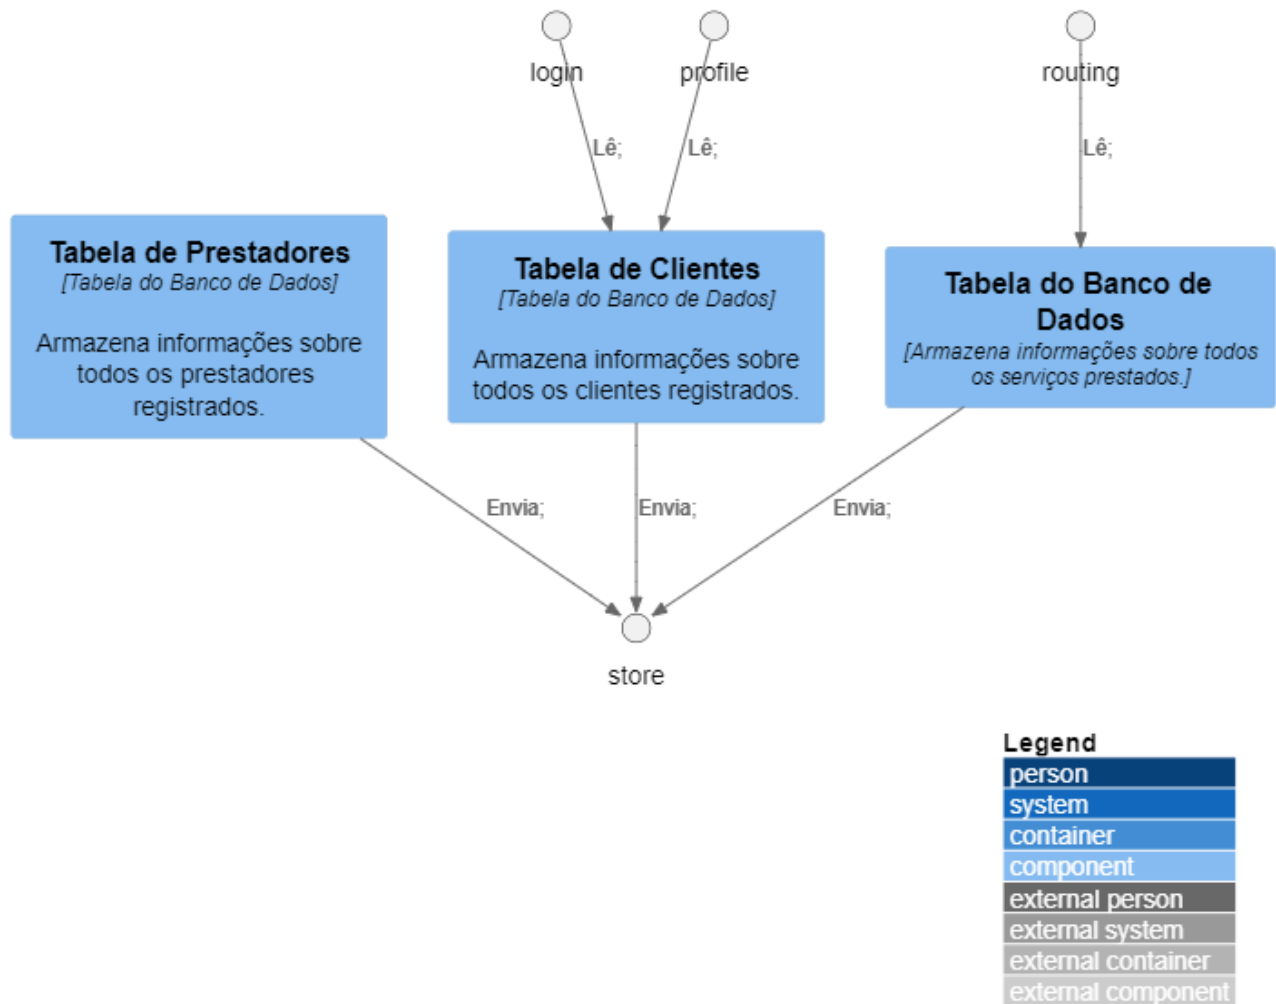 login
profile
routing
Lê;
Lê;
Lê;
Tabela de Prestadores
[Tabela do Banco de Dados]
Armazena informações sobre
todos os prestadores
registrados.
Tabela de Clientes
[Tabela do Banco de Dados]
Armazena informações sobre
todos os clientes registrados.
Tabela do Banco de
Dados
[Armazena informações sobre todos
os serviços prestados.]
Envia;
Envia;
Envia;
store
Legend
person
system
container
component
external person
external system
external container
external component